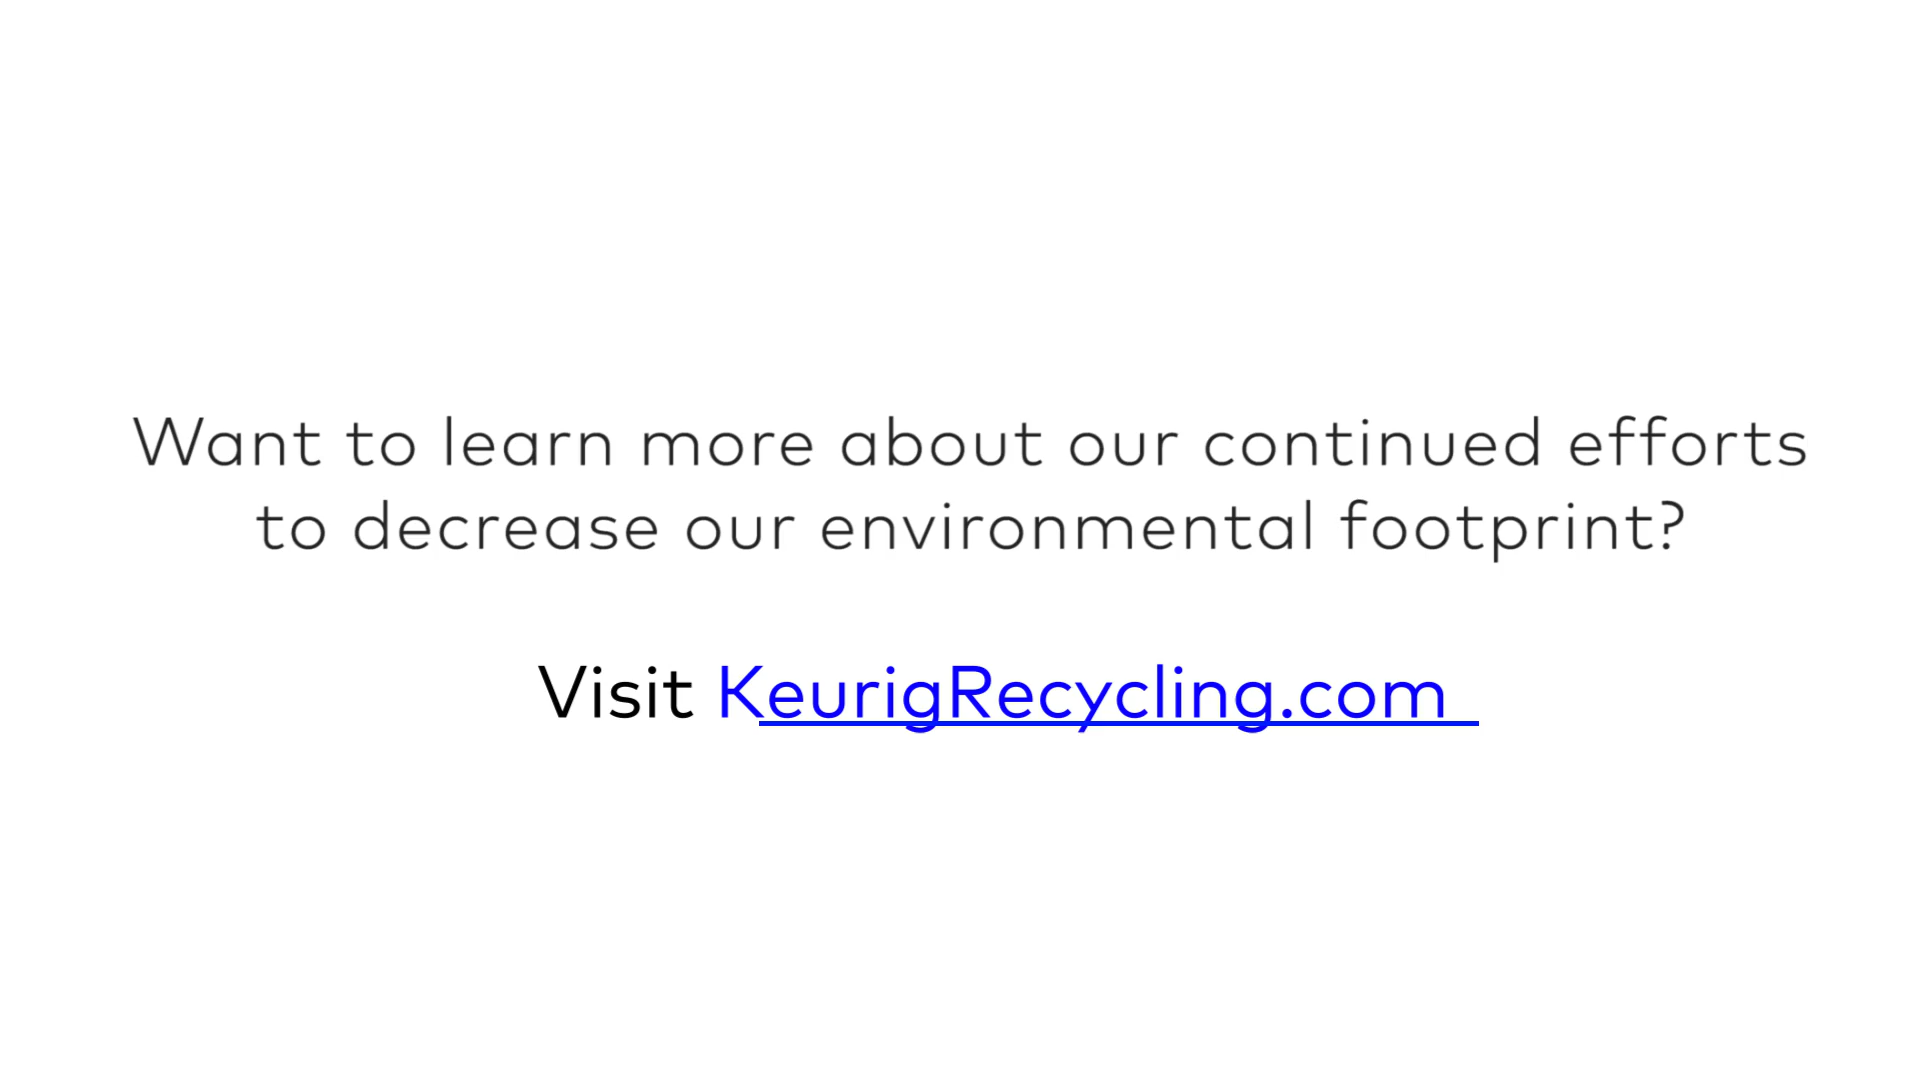 Want to learn more about our continued efforts
to decrease our environmental footprint?
Visit KeurigRecycling.com